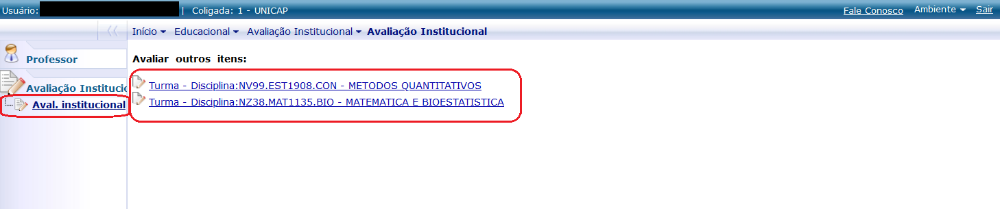 Usuário: | Coligada: 1 - UNICAP Fale Conosco Ambiente Sair
Início Educacional Avaliação Institucional Avaliação Institucional
Professor
Avaliação Institucio
Aval. institucional
Avaliar outros itens:
Turma - Disciplina:NV99.EST1908.CON - METODOS QUANTITATIVOS
Turma - Disciplina:NZ38.MAT1135.BIO - MATEMATICA E BIOESTATISTICA